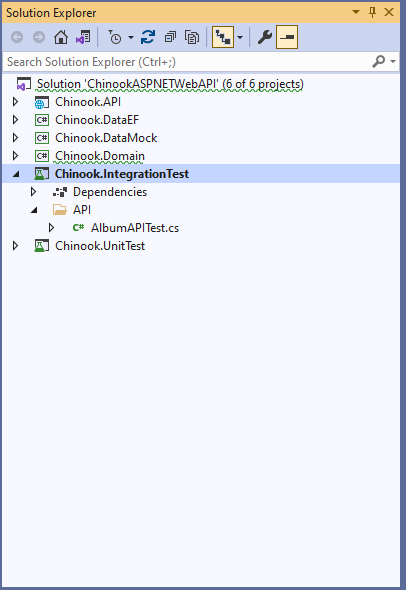 Solution Explorer
Search Solution Explorer (Ctrl+;)
Solution 'ChinookASPNETWebAPI' (6 of 6 projects)
Chinook.API
C# Chinook.DataEF
C# Chinook.DataMock
C# Chinook.Domain
Chinook.IntegrationTest
Dependencies
API
C# AlbumAPITest.cs
Chinook.UnitTest